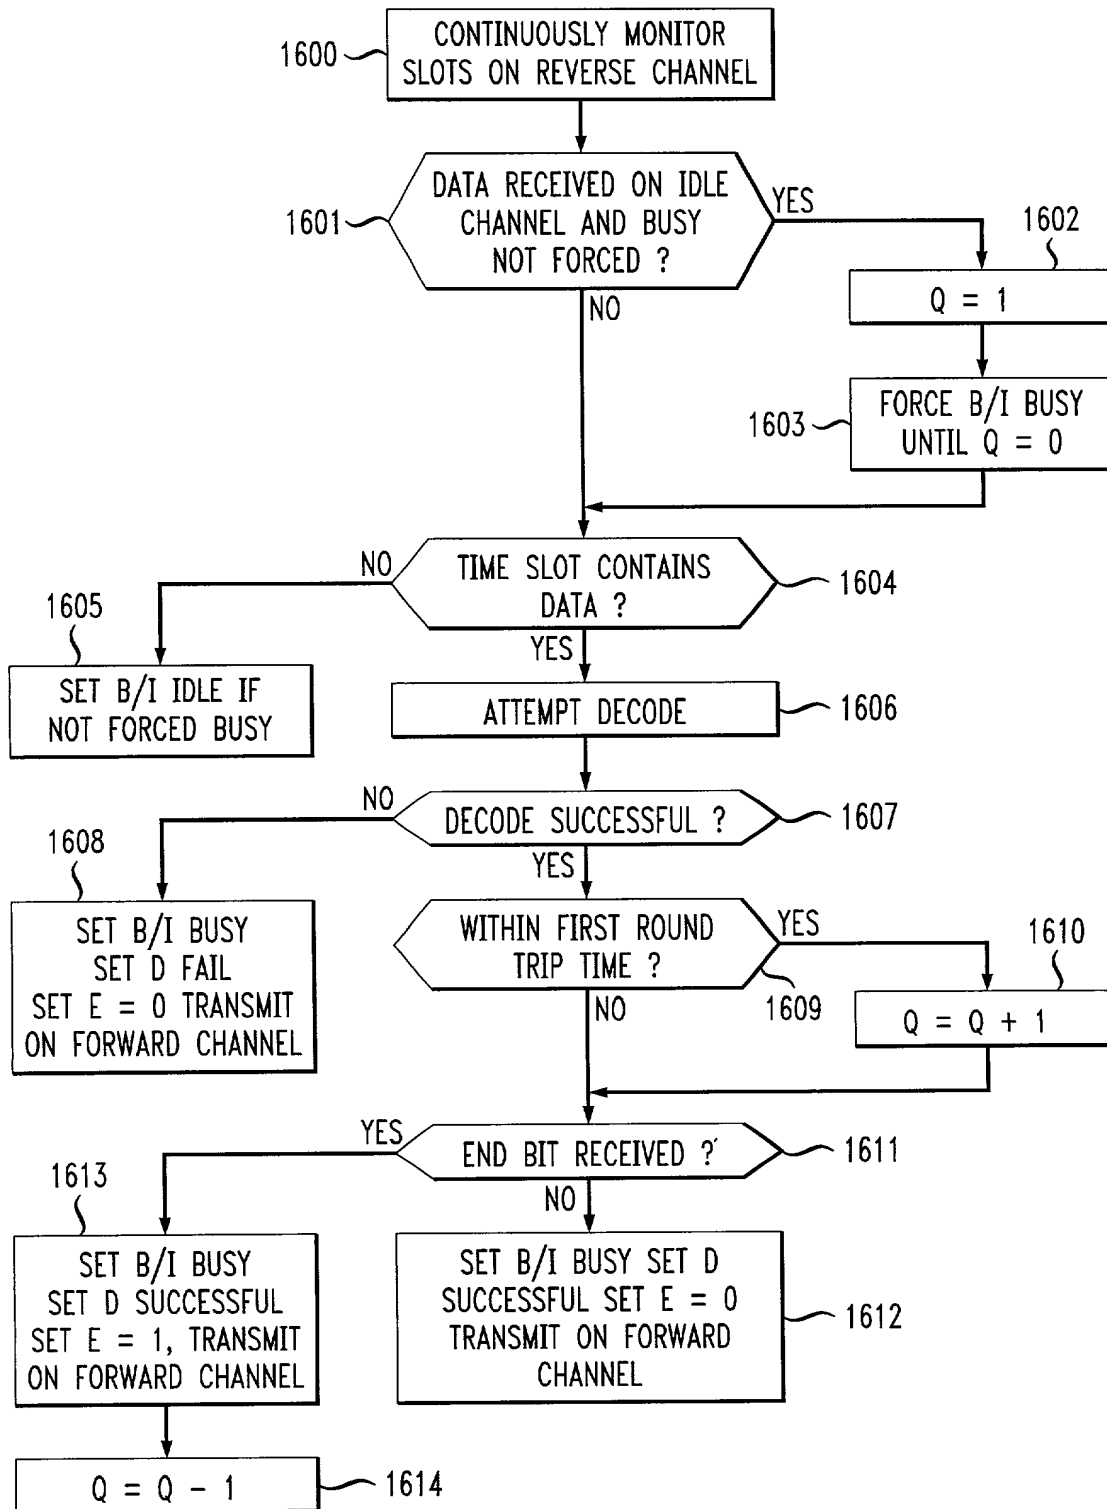 CONTINUOUSLY MONITOR
SLOTS ON REVERSE CHANNEL
1600
DATA RECEIVED ON IDLE
CHANNEL AND BUSY
NOT FORCED ?
1601
YES
NO
1602
Q = 1
FORCE B/I BUSY
UNTIL Q = 0
1603
TIME SLOT CONTAINS
DATA ?
1604
NO
YES
1605
SET B/I IDLE IF
NOT FORCED BUSY
ATTEMPT DECODE
1606
DECODE SUCCESSFUL ?
1607
NO
YES
1608
SET B/I BUSY
SET D FAIL
SET E = 0 TRANSMIT
ON FORWARD CHANNEL
WITHIN FIRST ROUND
TRIP TIME ?
1609
YES
NO
1610
Q = Q + 1
END BIT RECEIVED ?
1611
YES
NO
1613
SET B/I BUSY
SET D SUCCESSFUL
SET E = 1, TRANSMIT
ON FORWARD CHANNEL
SET B/I BUSY SET D
SUCCESSFUL SET E = 0
TRANSMIT ON FORWARD
CHANNEL
1612
Q = Q - 1
1614